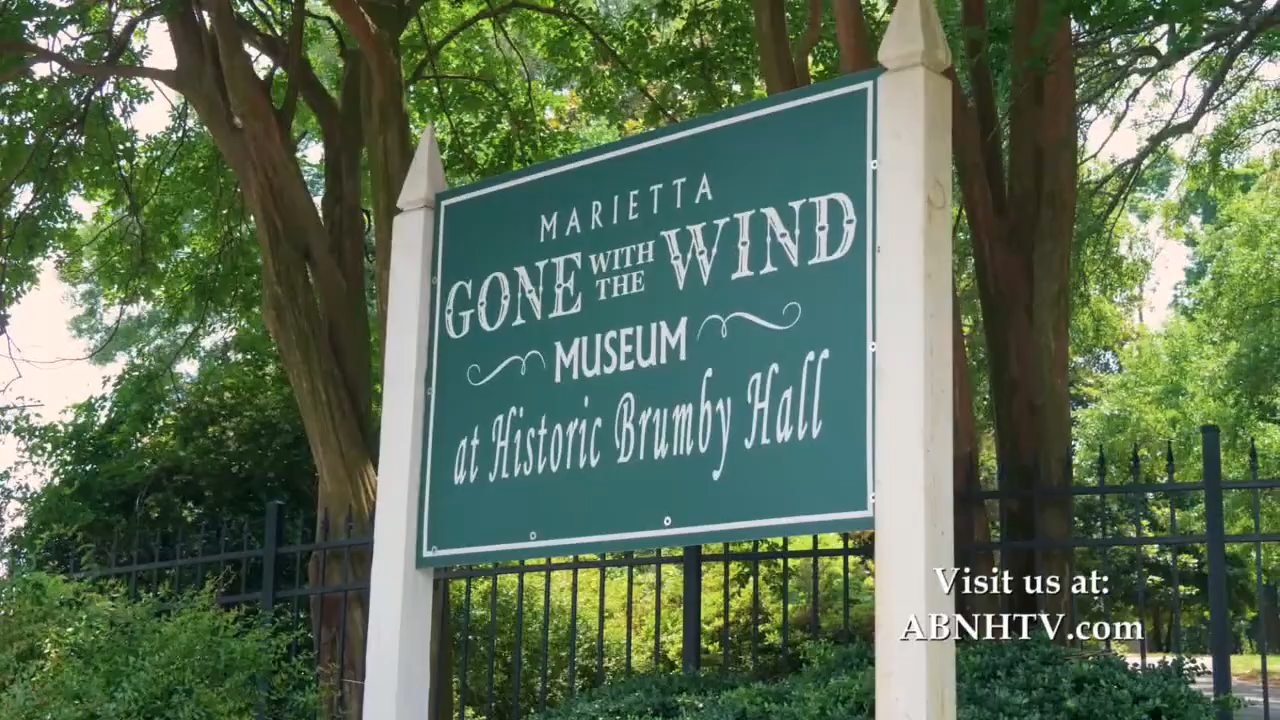 MARIETTA
GONE WITH THE WIND
MUSEUM
at Historic Brumby Hall
Visit us at:
ABNHTV.com